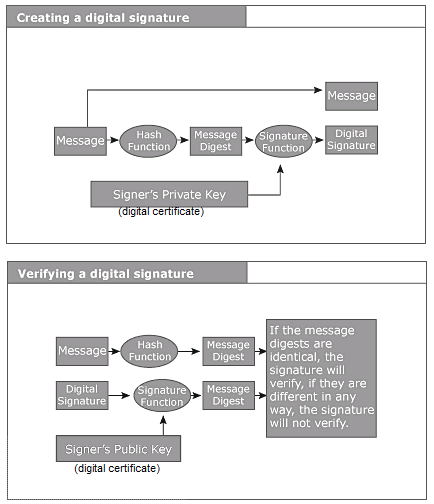 Creating a digital signature
Message
Message
Hash
Function
Message
Digest
Signature
Function
Digital
Signature
Signer's Private Key
(digital certificate)
Verifying a digital signature
Message
Hash
Function
Message
Digest
Digital
Signature
Signature
Function
Message
Digest
If the message
digests are
identical, the
signature will
verify, if they are
different in any
way, the signature
will not verify.
Signer's Public Key
(digital certificate)